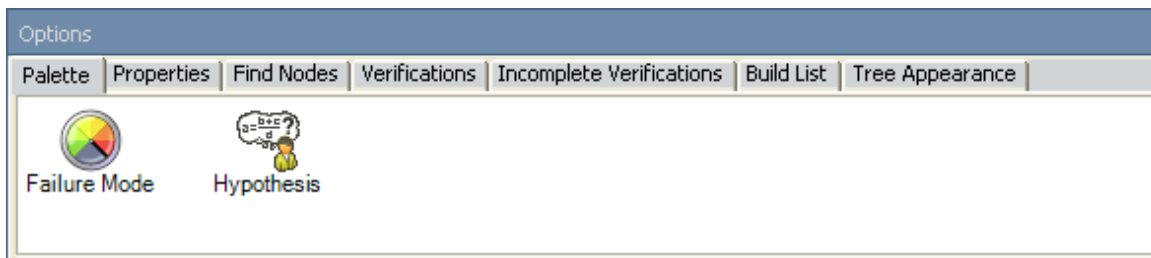 Options
Palette Properties Find Nodes Verifications Incomplete Verifications Build List Tree Appearance
a=b+c/d ?
Failure Mode Hypothesis